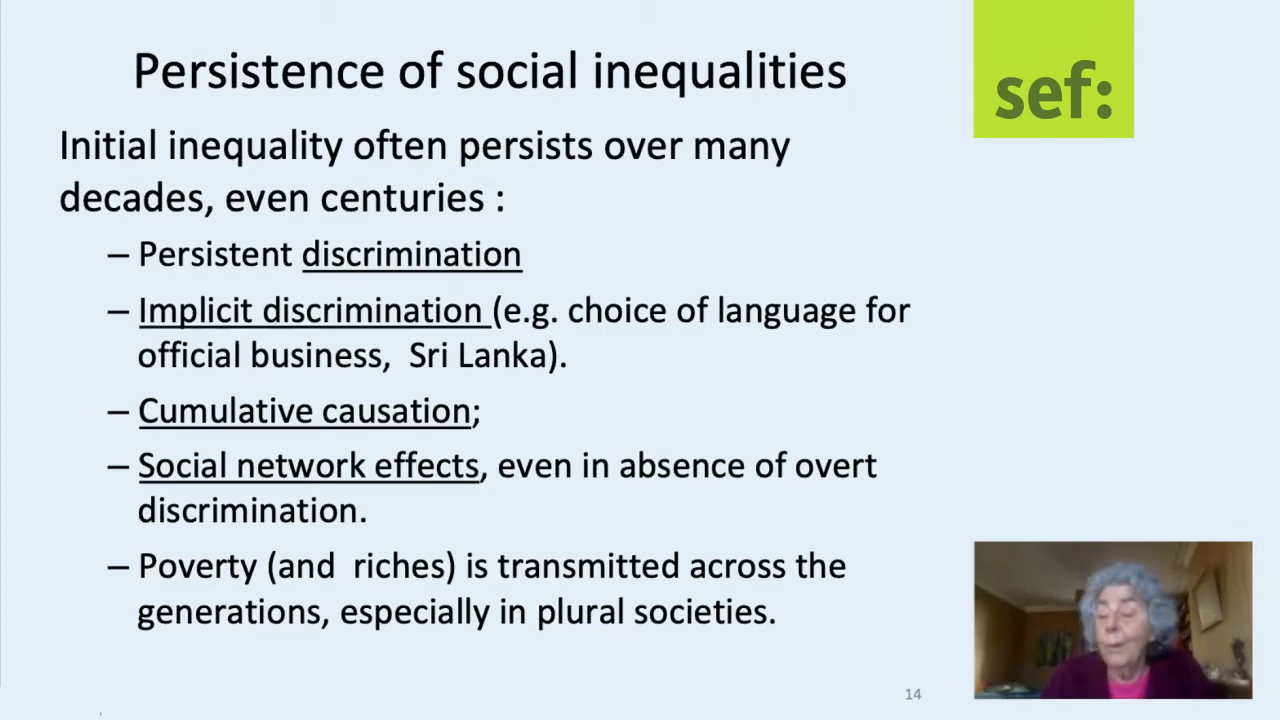 Persistence of social inequalities
sef:
Initial inequality often persists over many
decades, even centuries :
– Persistent discrimination
– Implicit discrimination (e.g. choice of language for
official business,  Sri Lanka).
– Cumulative causation;
– Social network effects, even in absence of overt
discrimination.
– Poverty (and  riches) is transmitted across the
generations, especially in plural societies.
14